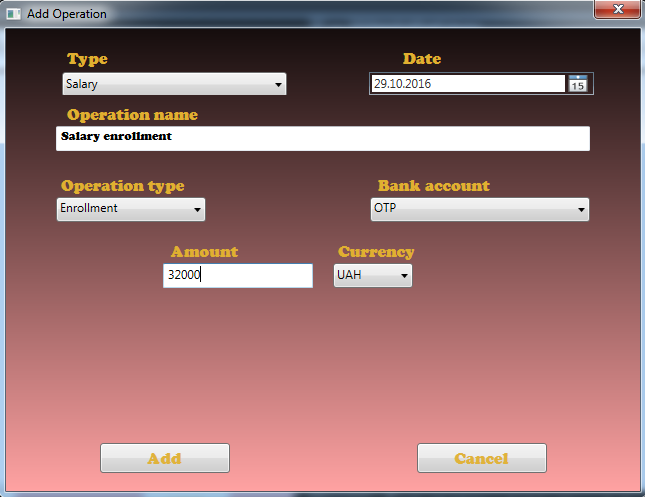 Add Operation
Type Date
Salary 29.10.2016 15
Operation name
Salary enrollment
Operation type Bank account
Enrollment OTP
Amount Currency
32000 UAH
Add Cancel